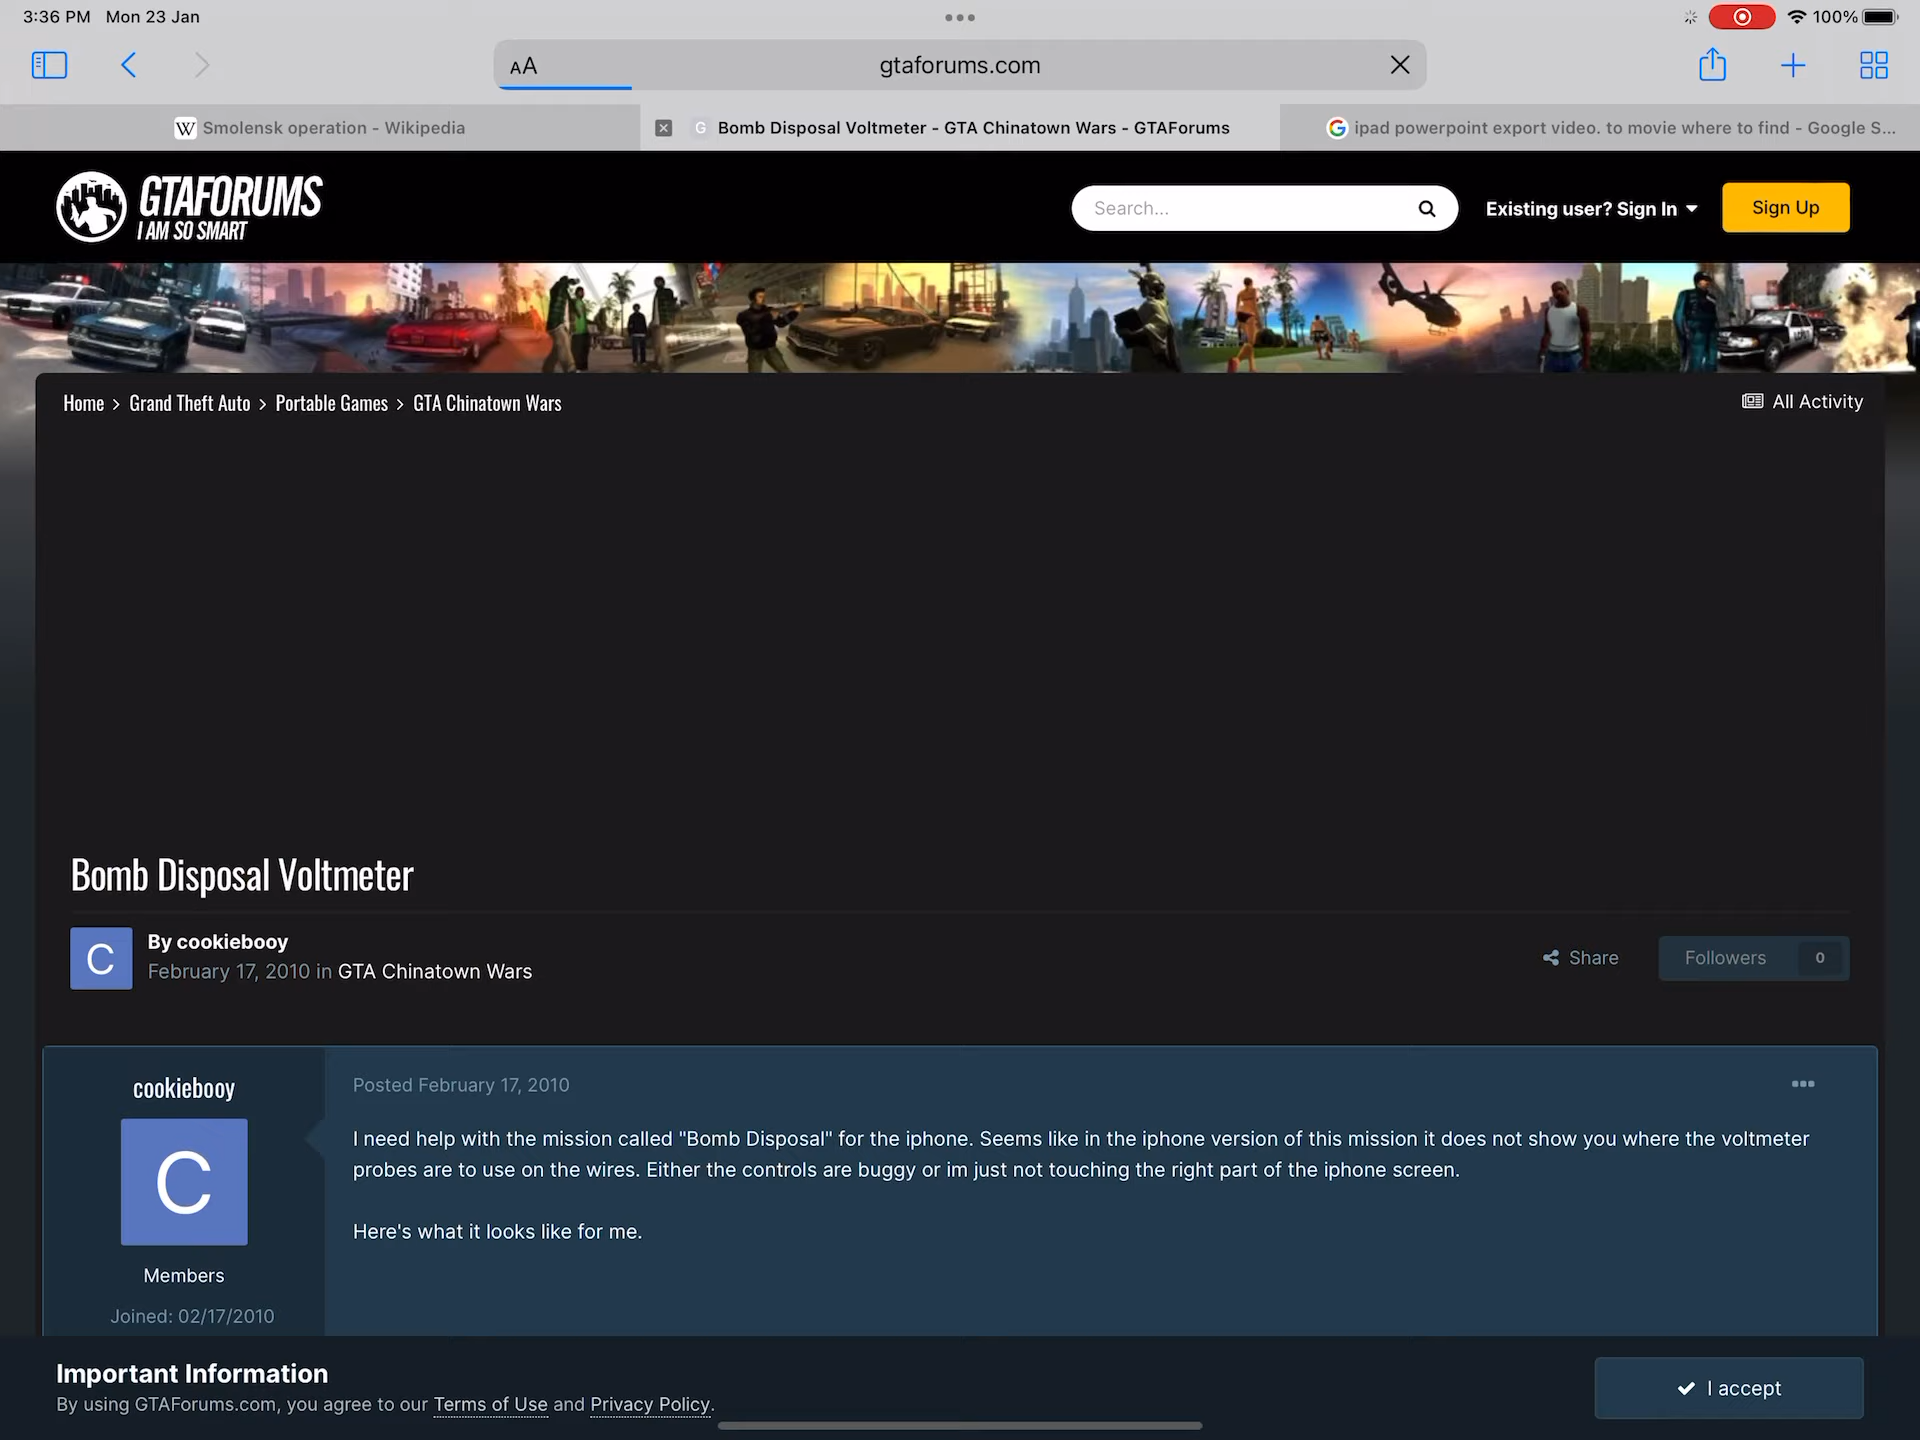 3:36 PM Mon 23 Jan
100%
AA
gtaforums.com
W Smolensk operation - Wikipedia
G Bomb Disposal Voltmeter - GTA Chinatown Wars - GTAForums
G ipad powerpoint export video. to movie where to find - Google S...
GTAFORUMS
I AM SO SMART
Search...
Existing user? Sign In
Sign Up
Home > Grand Theft Auto > Portable Games > GTA Chinatown Wars
All Activity
Bomb Disposal Voltmeter
C
By cookiebooy
February 17, 2010 in GTA Chinatown Wars
Share
Followers 0
cookiebooy
C
Members
Joined: 02/17/2010
Posted February 17, 2010
I need help with the mission called "Bomb Disposal" for the iphone. Seems like in the iphone version of this mission it does not show you where the voltmeter
probes are to use on the wires. Either the controls are buggy or im just not touching the right part of the iphone screen.
Here's what it looks like for me.
Important Information
By using GTAForums.com, you agree to our Terms of Use and Privacy Policy.
I accept